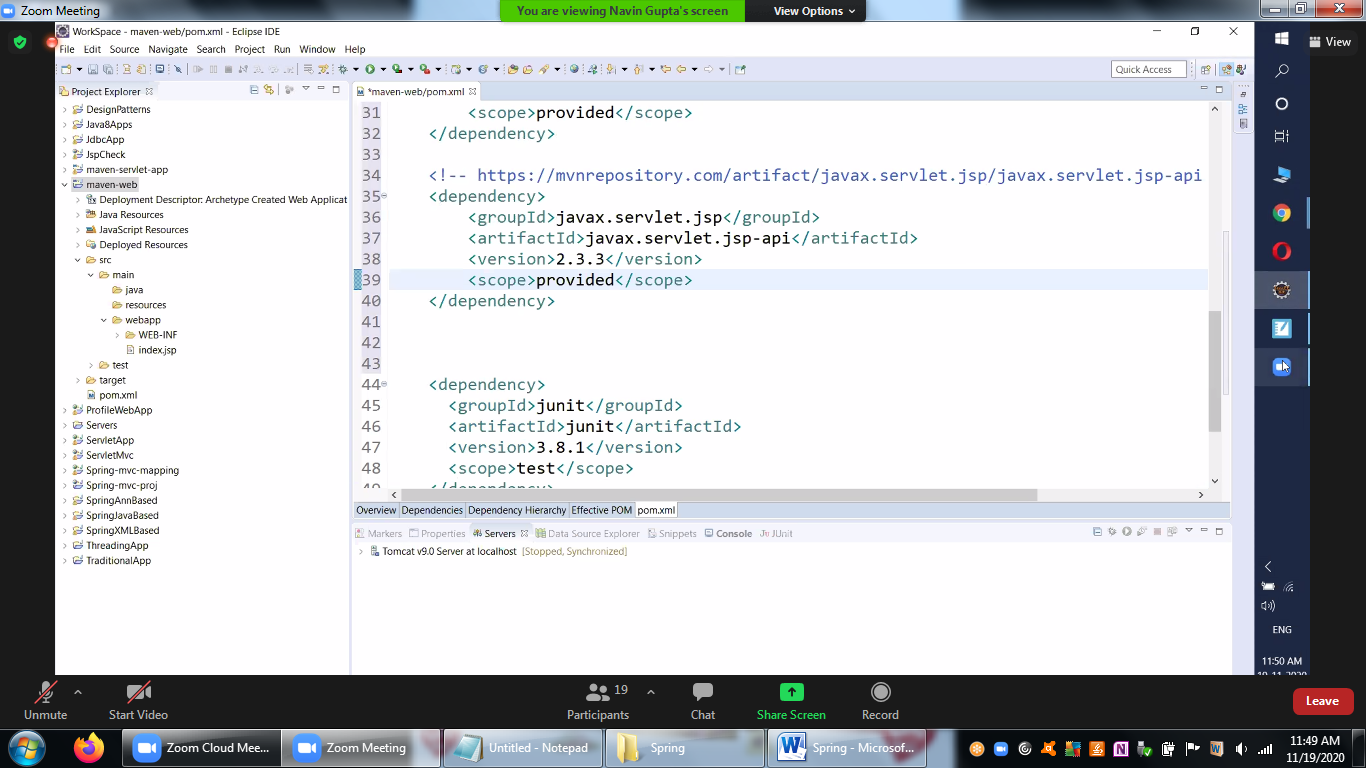 Zoom Meeting
You are viewing Navin Gupta's screen
View Options
WorkSpace - maven-web/pom.xml - Eclipse IDE
File Edit Source Navigate Search Project Run Window Help
View
Quick Access
Project Explorer
DesignPatterns
Java8Apps
JdbcApp
JspCheck
maven-servlet-app
maven-web
Deployment Descriptor: Archetype Created Web Applicat
Java Resources
JavaScript Resources
Deployed Resources
src
main
java
resources
webapp
WEB-INF
index.jsp
test
target
pom.xml
ProfileWebApp
Servers
ServletApp
ServletMvc
Spring-mvc-mapping
Spring-mvc-proj
SpringAnnBased
SpringJavaBased
SpringXMLBased
ThreadingApp
TraditionalApp
*maven-web/pom.xml
31 <scope>provided</scope>
32 </dependency>
33
34 <!-- https://mvnrepository.com/artifact/javax.servlet.jsp/javax.servlet.jsp-api
35 <dependency>
36 <groupId>javax.servlet.jsp</groupId>
37 <artifactId>javax.servlet.jsp-api</artifactId>
38 <version>2.3.3</version>
39 <scope>provided</scope>
40 </dependency>
41
42
43
44 <dependency>
45 <groupId>junit</groupId>
46 <artifactId>junit</artifactId>
47 <version>3.8.1</version>
48 <scope>test</scope>
49 </dependency>
Overview Dependencies Dependency Hierarchy Effective POM pom.xml
Markers Properties Servers Data Source Explorer Snippets Console JUnit
Tomcat v9.0 Server at localhost [Stopped, Synchronized]
ENG
11:50 AM
Unmute
Start Video
Participants 19
Chat
Share Screen
Record
Leave
Zoom Cloud Mee...
Zoom Meeting
Untitled - Notepad
Spring
Spring - Microsof...
11:49 AM
11/19/2020